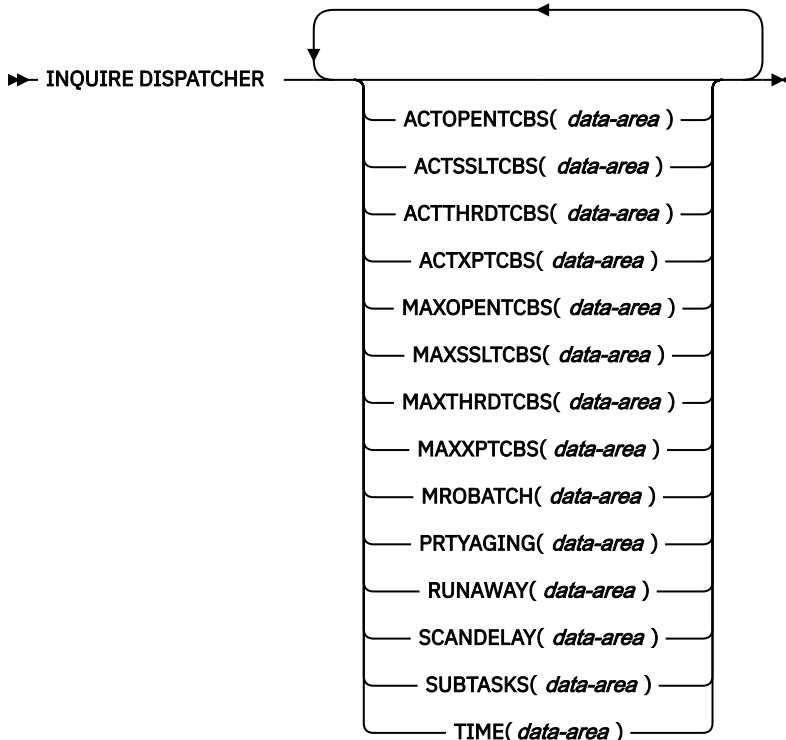 INQUIRE DISPATCHER
ACTOPENTCBS( data-area )
ACTSSLTCBS( data-area )
ACTTHRDTCBS( data-area )
ACTXPTCBS( data-area )
MAXOPENTCBS( data-area )
MAXSSLTCBS( data-area )
MAXTHRDTCBS( data-area )
MAXXPTCBS( data-area )
MROBATCH( data-area )
PRTYAGING( data-area )
RUNAWAY( data-area )
SCANDELAY( data-area )
SUBTASKS( data-area )
TIME( data-area )